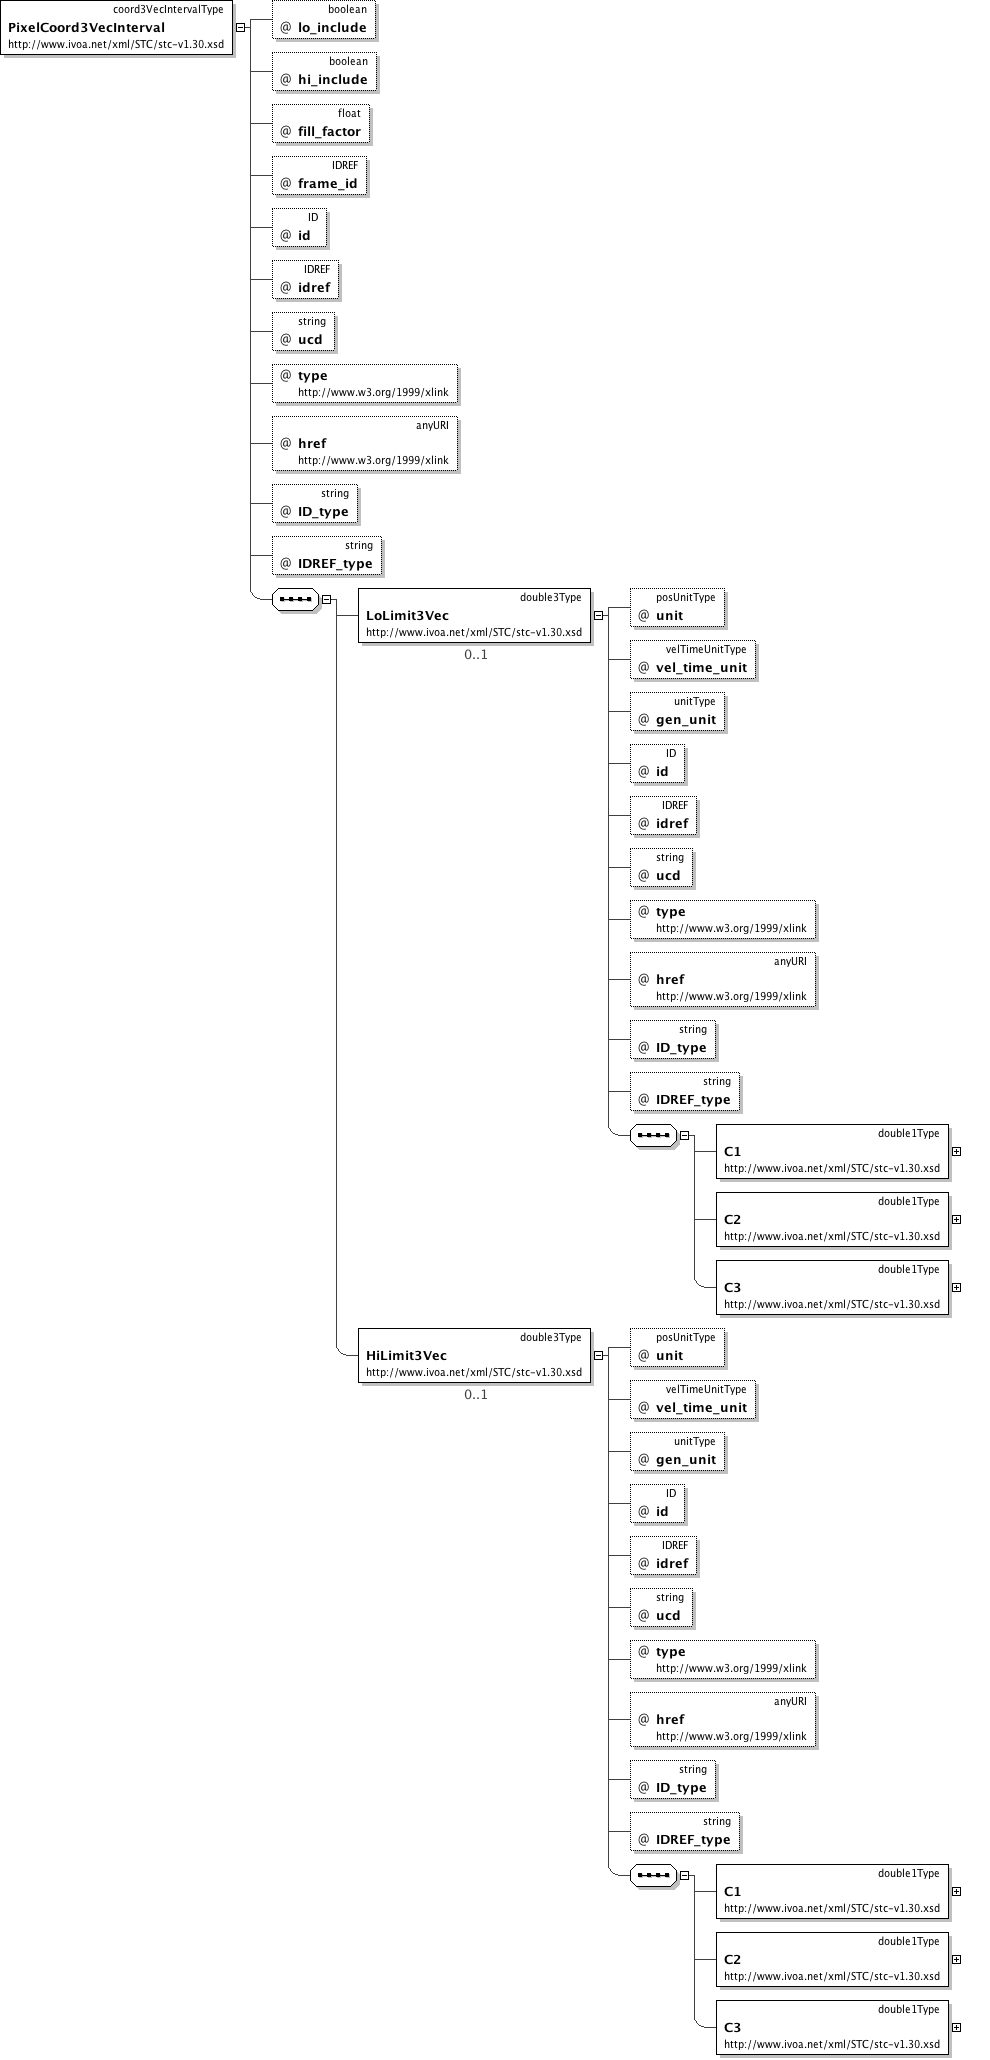 coord3VecIntervalType
PixelCoord3VecInterval
http://www.ivoa.net/xml/STC/stc-v1.30.xsd
boolean
@ lo_include
boolean
@ hi_include
float
@ fill_factor
IDREF
@ frame_id
ID
@ id
IDREF
@ idref
string
@ ucd
@ type
http://www.w3.org/1999/xlink
anyURI
@ href
http://www.w3.org/1999/xlink
string
@ ID_type
string
@ IDREF_type
double3Type
LoLimit3Vec
http://www.ivoa.net/xml/STC/stc-v1.30.xsd
0..1
posUnitType
@ unit
velTimeUnitType
@ vel_time_unit
unitType
@ gen_unit
ID
@ id
IDREF
@ idref
string
@ ucd
@ type
http://www.w3.org/1999/xlink
anyURI
@ href
http://www.w3.org/1999/xlink
string
@ ID_type
string
@ IDREF_type
double1Type
C1
http://www.ivoa.net/xml/STC/stc-v1.30.xsd
double1Type
C2
http://www.ivoa.net/xml/STC/stc-v1.30.xsd
double1Type
C3
http://www.ivoa.net/xml/STC/stc-v1.30.xsd
double3Type
HiLimit3Vec
http://www.ivoa.net/xml/STC/stc-v1.30.xsd
0..1
posUnitType
@ unit
velTimeUnitType
@ vel_time_unit
unitType
@ gen_unit
ID
@ id
IDREF
@ idref
string
@ ucd
@ type
http://www.w3.org/1999/xlink
anyURI
@ href
http://www.w3.org/1999/xlink
string
@ ID_type
string
@ IDREF_type
double1Type
C1
http://www.ivoa.net/xml/STC/stc-v1.30.xsd
double1Type
C2
http://www.ivoa.net/xml/STC/stc-v1.30.xsd
double1Type
C3
http://www.ivoa.net/xml/STC/stc-v1.30.xsd